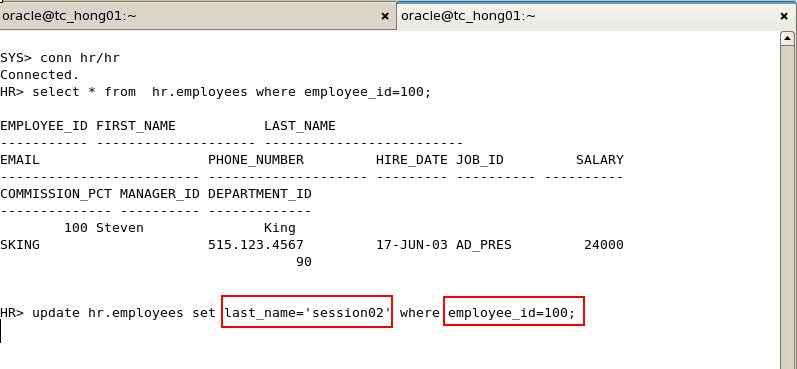 oracle@tc_hong01:~ × oracle@tc_hong01:~ ×
SYS> conn hr/hr
Connected.
HR> select * from  hr.employees where employee_id=100;
EMPLOYEE_ID FIRST_NAME           LAST_NAME
----------- -------------------- -------------------------
EMAIL                     PHONE_NUMBER         HIRE_DATE JOB_ID         SALARY
------------------------- -------------------- --------- ---------- ----------
COMMISSION_PCT MANAGER_ID DEPARTMENT_ID
-------------- ---------- -------------
        100 Steven               King
SKING                     515.123.4567         17-JUN-03 AD_PRES         24000
                                     90
HR> update hr.employees set last_name='session02' where employee_id=100;